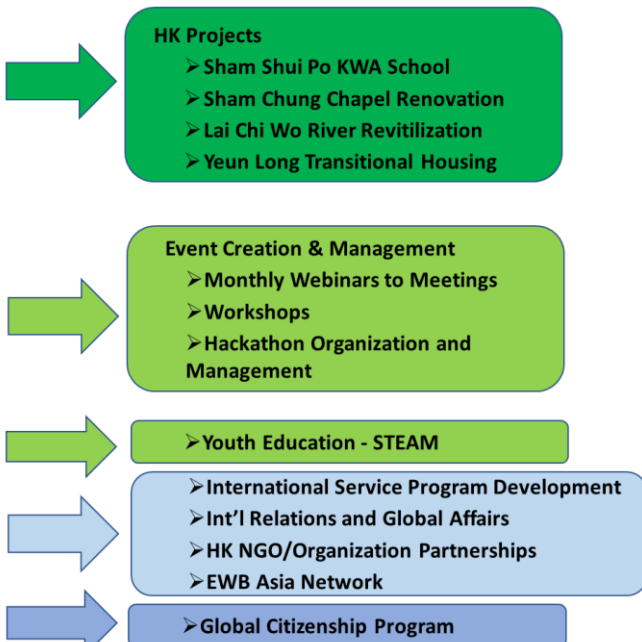 HK Projects
➢Sham Shui Po KWA School
➢Sham Chung Chapel Renovation
➢Lai Chi Wo River Revitilization
➢Yeun Long Transitional Housing
Event Creation & Management
➢Monthly Webinars to Meetings
➢Workshops
➢Hackathon Organization and
Management
➢Youth Education - STEAM
➢International Service Program Development
➢Int’l Relations and Global Affairs
➢HK NGO/Organization Partnerships
➢EWB Asia Network
➢Global Citizenship Program